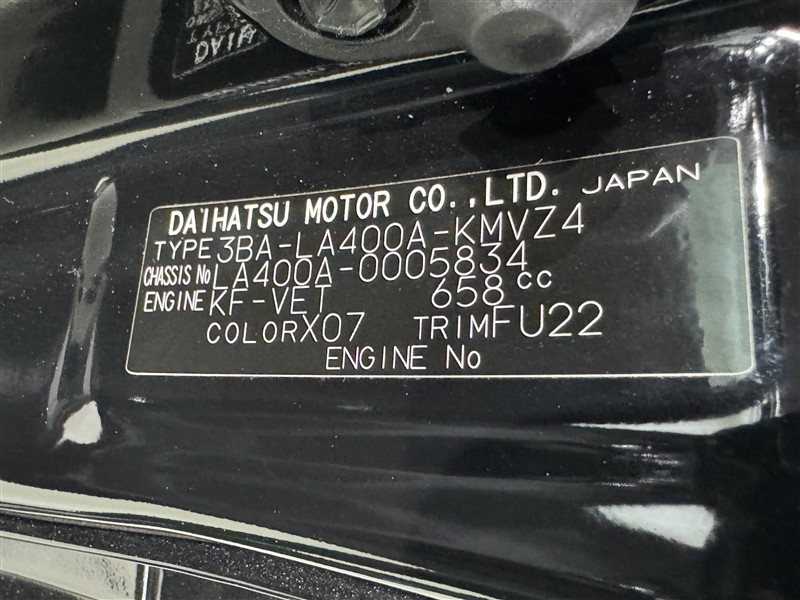 DAIHATSU MOTOR CO.,LTD. JAPAN
TYPE 3BA-LA400A-KMVZ4
CHASSIS No LA400A-0005834
ENGINE KF-VET 658 cc
COLOR X07 TRIM FU22
ENGINE No